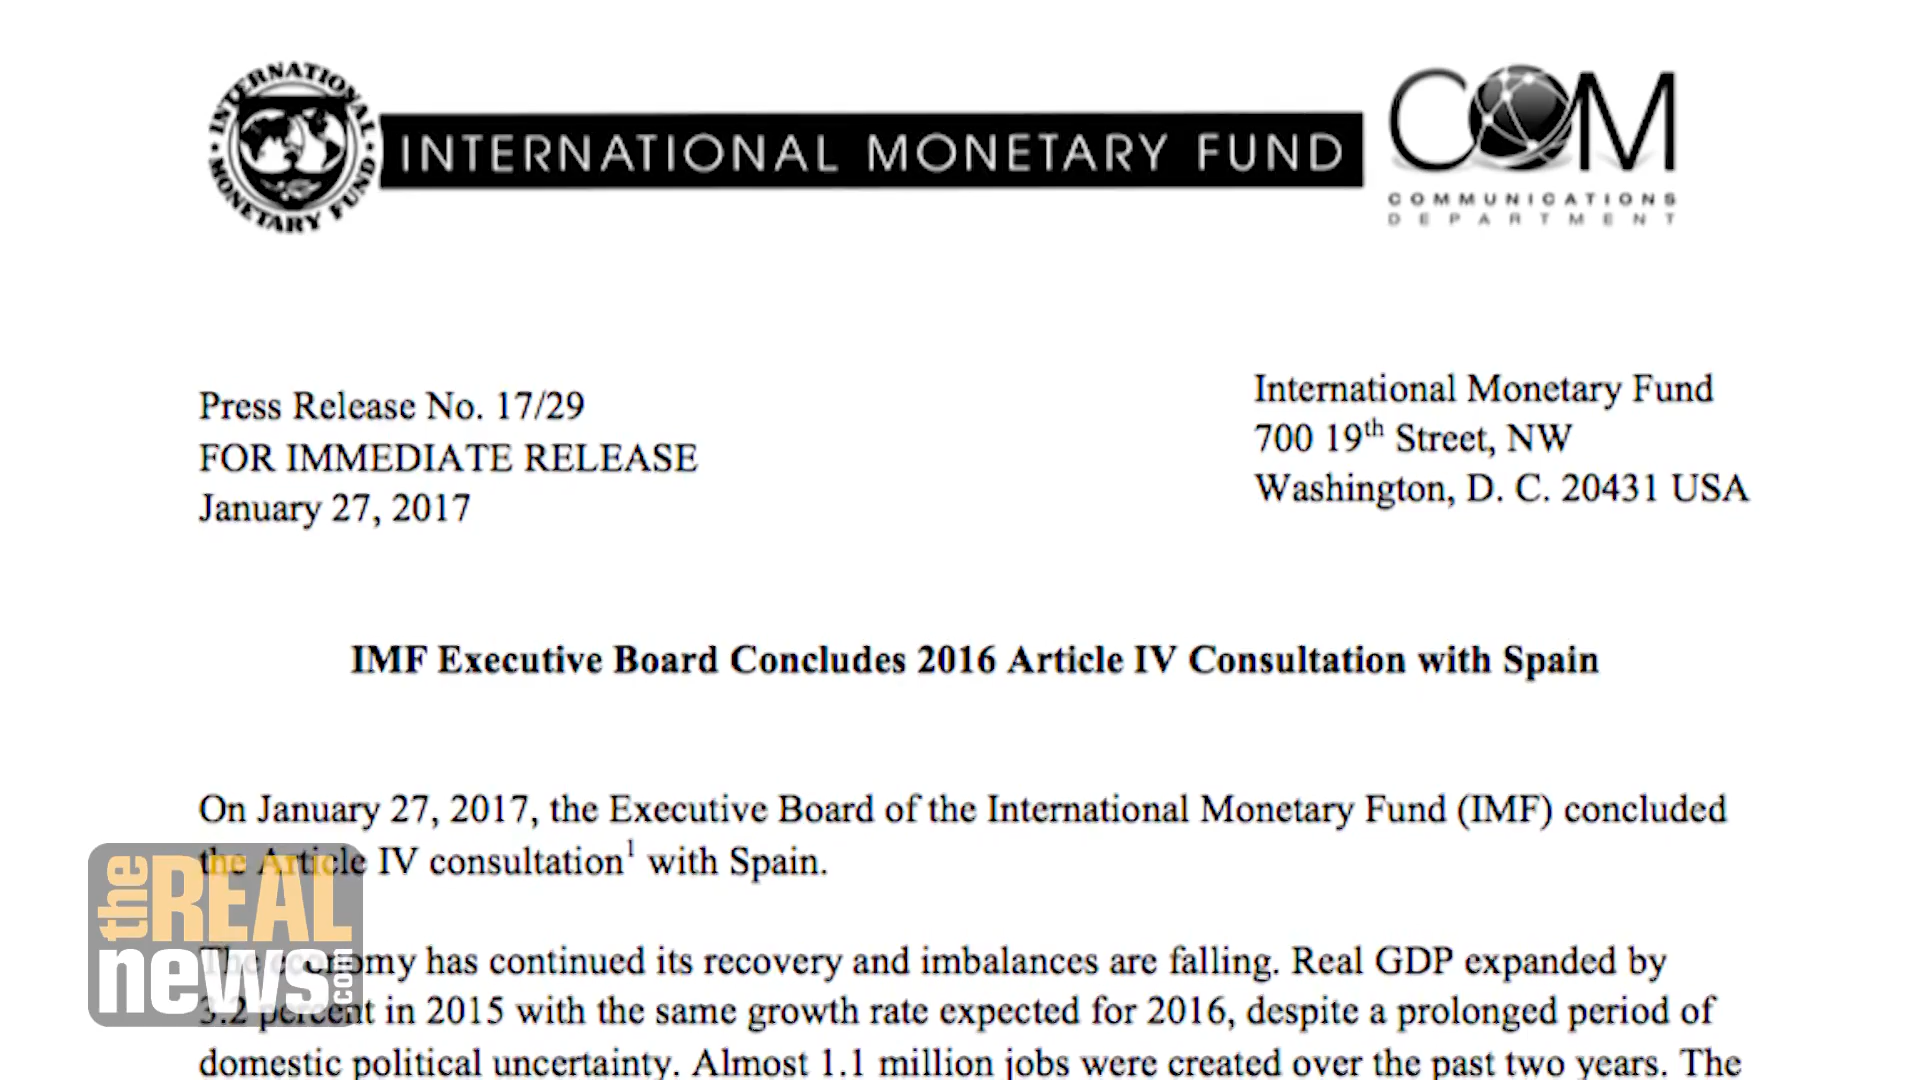 INTERNATIONAL MONETARY FUND
INTERNATIONAL MONETARY FUND
COM
COMMUNICATIONS
DEPARTMENT
Press Release No. 17/29
FOR IMMEDIATE RELEASE
January 27, 2017
International Monetary Fund
700 19th Street, NW
Washington, D. C. 20431 USA
IMF Executive Board Concludes 2016 Article IV Consultation with Spain
On January 27, 2017, the Executive Board of the International Monetary Fund (IMF) concluded
the Article IV consultation1 with Spain.
The economy has continued its recovery and imbalances are falling. Real GDP expanded by
3.2 percent in 2015 with the same growth rate expected for 2016, despite a prolonged period of
domestic political uncertainty. Almost 1.1 million jobs were created over the past two years. The
the REAL
news.com